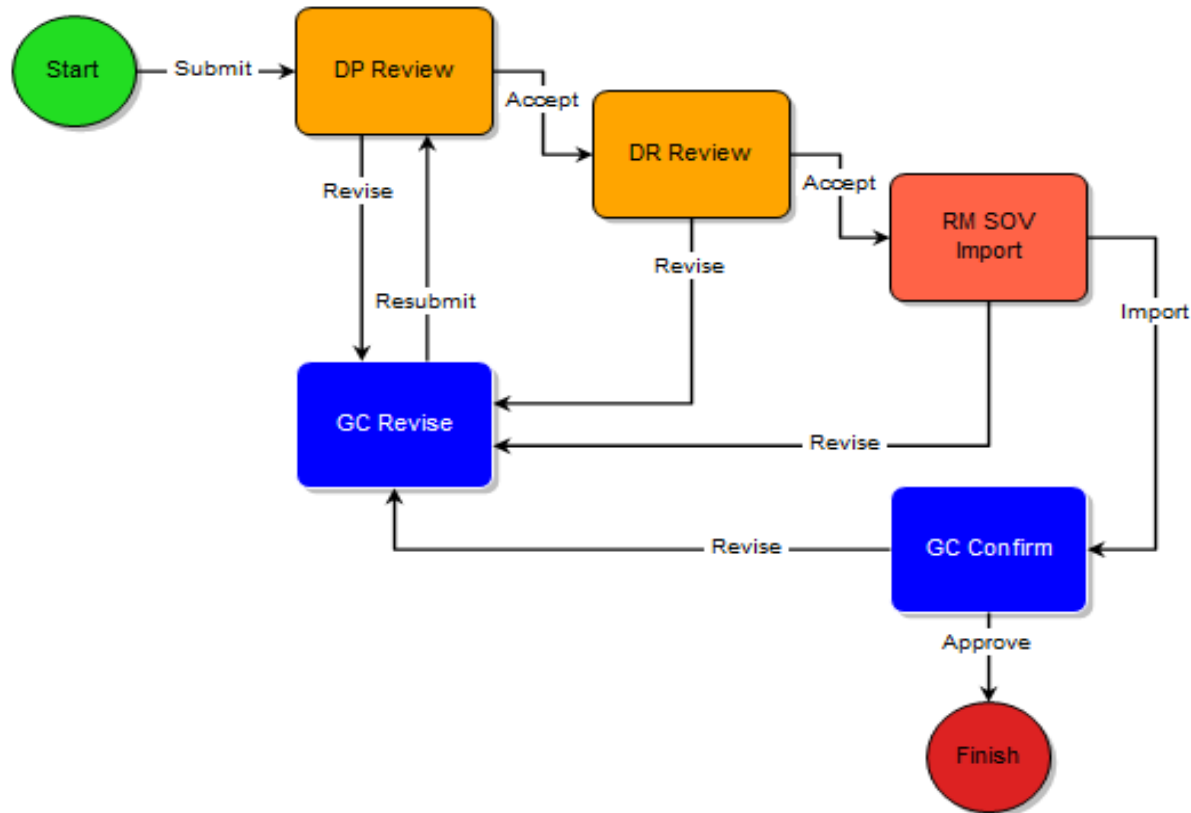 Start
Submit
DP Review
Accept
DR Review
Revise
Accept
RM SOV
Import
Revise
Resubmit
Import
GC Revise
Revise
GC Confirm
Revise
Approve
Finish